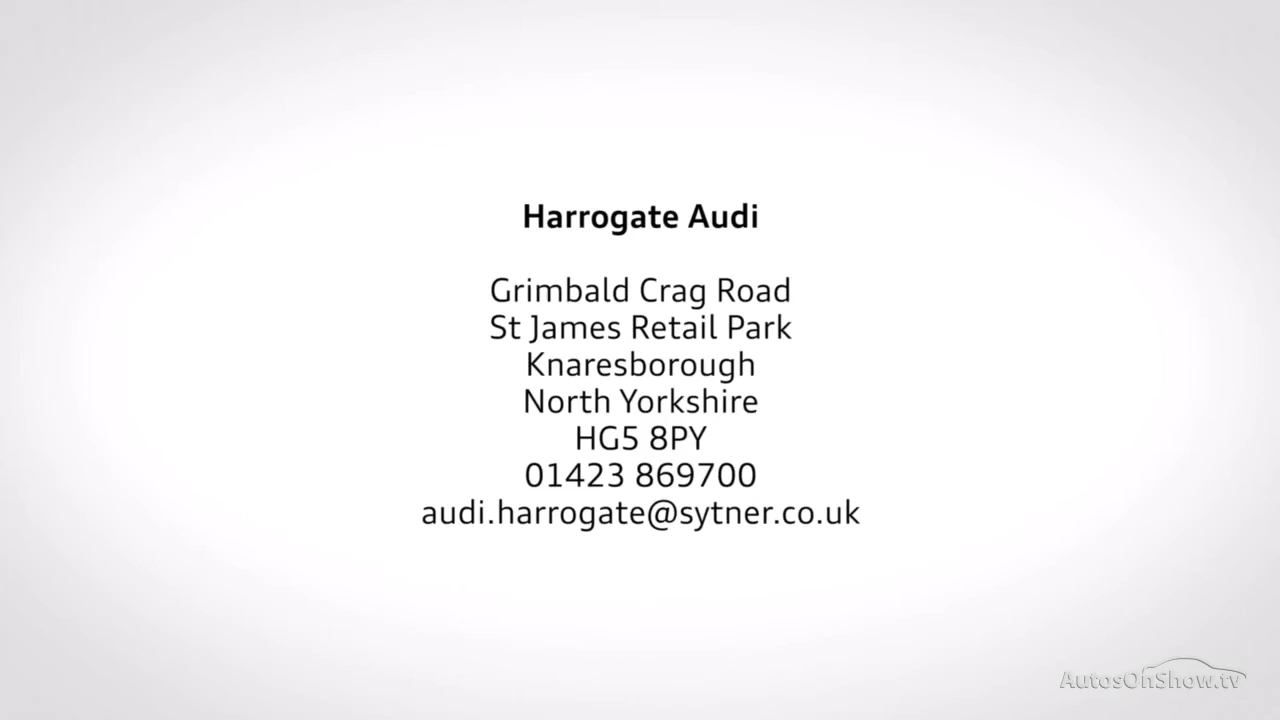 Harrogate Audi
Grimbald Crag Road
St James Retail Park
Knaresborough
North Yorkshire
HG5 8PY
01423 869700
audi.harrogate@sytner.co.uk
AutosOnShow.tv